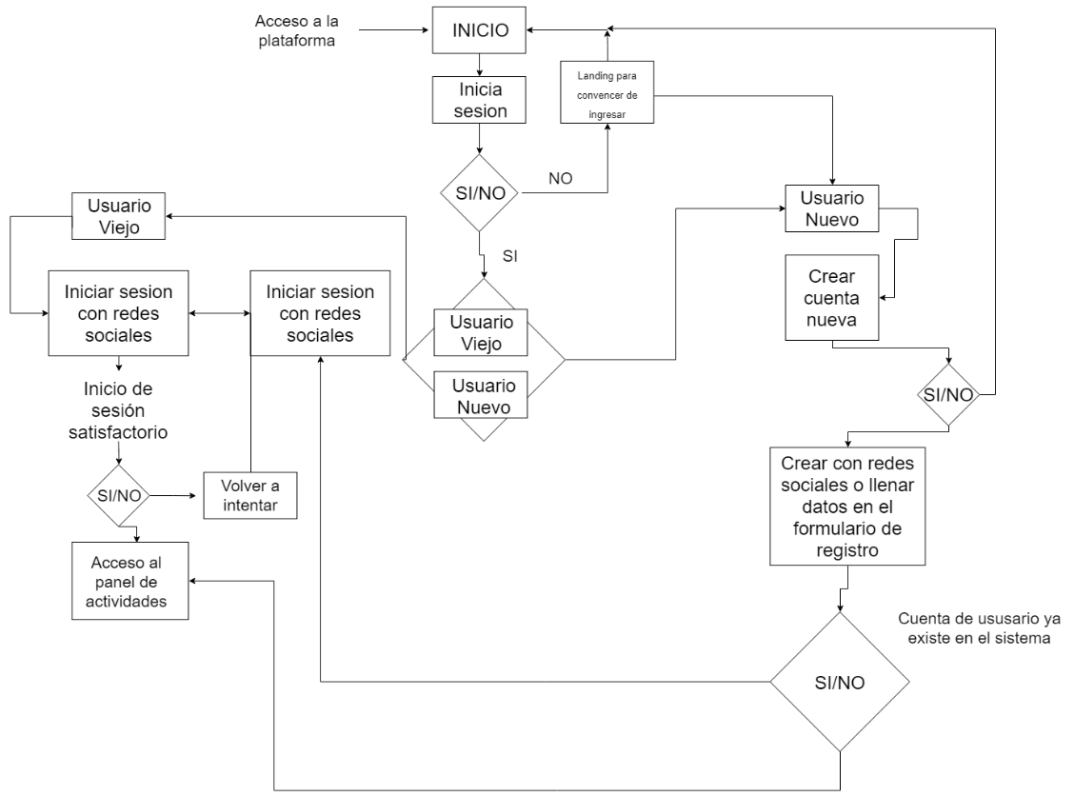 Acceso a la
plataforma
INICIO
Inicia
sesion
Landing para
convencer de
ingresar
SI/NO
NO
SI
Usuario
Viejo
Usuario
Nuevo
Iniciar sesion
con redes
sociales
Iniciar sesion
con redes
sociales
Usuario
Viejo
Usuario
Nuevo
Crear
cuenta
nueva
SI/NO
Inicio de
sesión
satisfactorio
SI/NO
Volver a
intentar
Acceso al
panel de
actividades
Crear con redes
sociales o llenar
datos en el
formulario de
registro
Cuenta de ususario ya
existe en el sistema
SI/NO